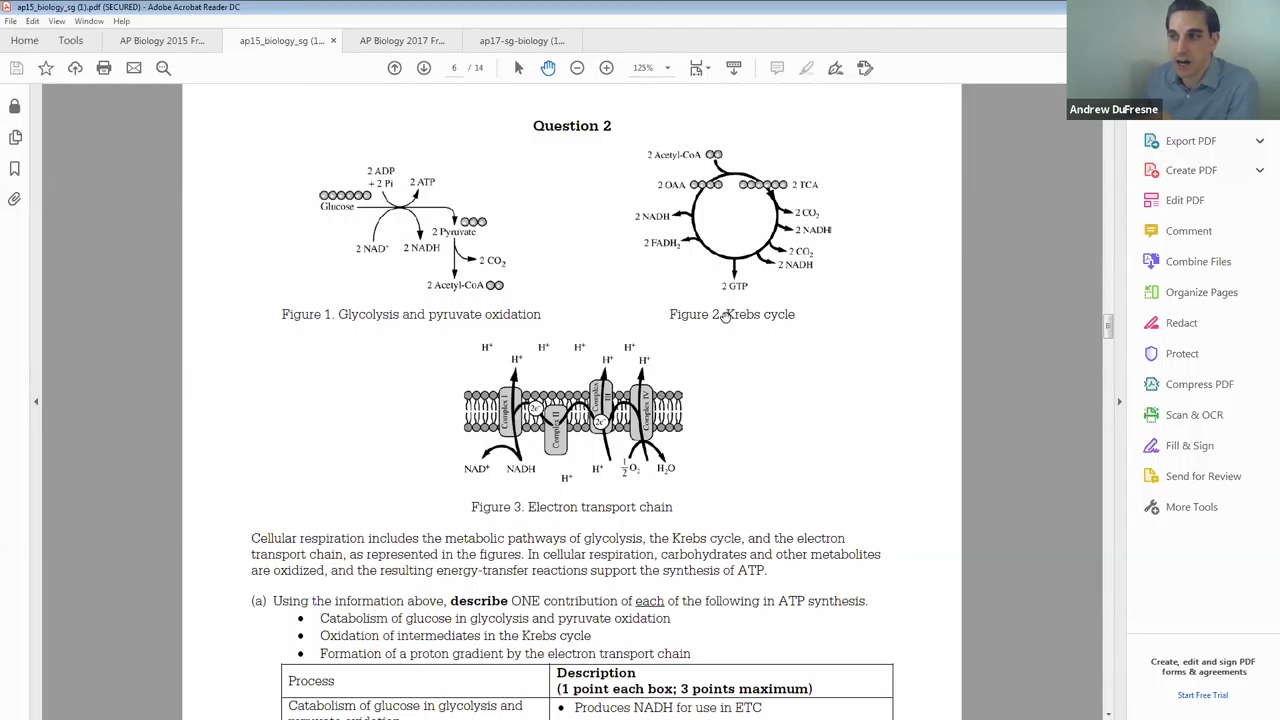 ap15_biology_sg (1).pdf (SECURED) - Adobe Acrobat Reader DC
File Edit View Window Help
Home Tools AP Biology 2015 Fr... ap15_biology_sg (1... × AP Biology 2017 Fr... ap17-sg-biology (1...
6 / 14 125%
Andrew DuFresne
Export PDF
Create PDF
Edit PDF
Comment
Combine Files
Organize Pages
Redact
Protect
Compress PDF
Scan & OCR
Fill & Sign
Send for Review
More Tools
Create, edit and sign PDF
forms & agreements
Start Free Trial
Question 2
2 ADP
+ 2 Pi
2 ATP
Glucose
2 Pyruvate
2 NAD⁺
2 NADH
2 CO₂
2 Acetyl-CoA
Figure 1. Glycolysis and pyruvate oxidation
2 Acetyl-CoA
2 OAA
2 TCA
2 NADH
2 CO₂
2 NADH
2 FADH₂
2 CO₂
2 NADH
2 GTP
Figure 2. Krebs cycle
H⁺ H⁺ H⁺ H⁺
H⁺ H⁺ H⁺
Complex I
2e⁻
Complex II
Complex III
2e⁻
Complex IV
NAD⁺ NADH H⁺ H⁺ ½O₂ H₂O
Figure 3. Electron transport chain
Cellular respiration includes the metabolic pathways of glycolysis, the Krebs cycle, and the electron
transport chain, as represented in the figures. In cellular respiration, carbohydrates and other metabolites
are oxidized, and the resulting energy-transfer reactions support the synthesis of ATP.
(a) Using the information above, describe ONE contribution of each of the following in ATP synthesis.
• Catabolism of glucose in glycolysis and pyruvate oxidation
• Oxidation of intermediates in the Krebs cycle
• Formation of a proton gradient by the electron transport chain
Process
Description
(1 point each box; 3 points maximum)
Catabolism of glucose in glycolysis and
pyruvate oxidation
• Produces NADH for use in ETC